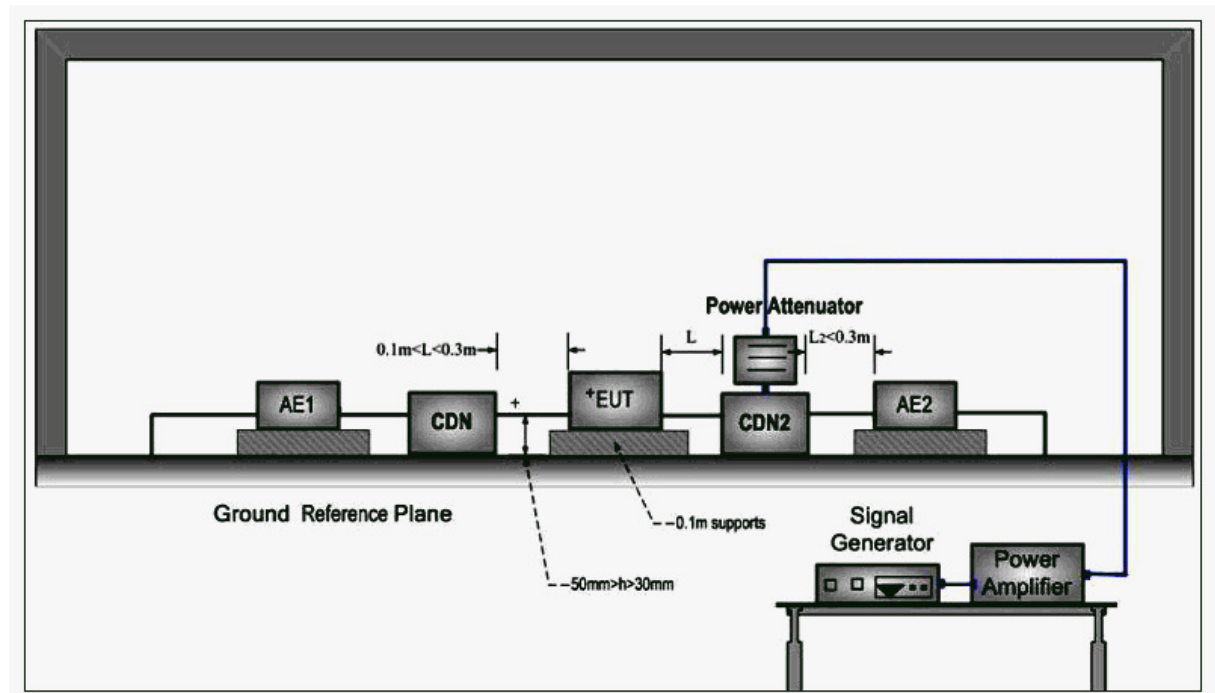 Power Attenuator
0.1m<L<0.3m
L
L2<0.3m
AE1
CDN
+
+EUT
CDN2
AE2
Ground Reference Plane
--0.1m supports
--50mm>h>30mm
Signal
Generator
Power
Amplifier